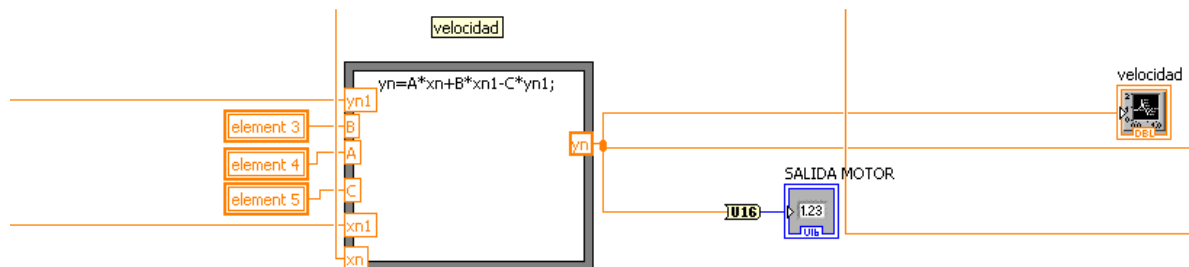 velocidad
yn=A*xn+B*xn1-C*yn1;
yn1
element 3
B
element 4
A
element 5
C
xn1
xn
yn
velocidad
DBL
SALIDA MOTOR
U16
1.23
U16